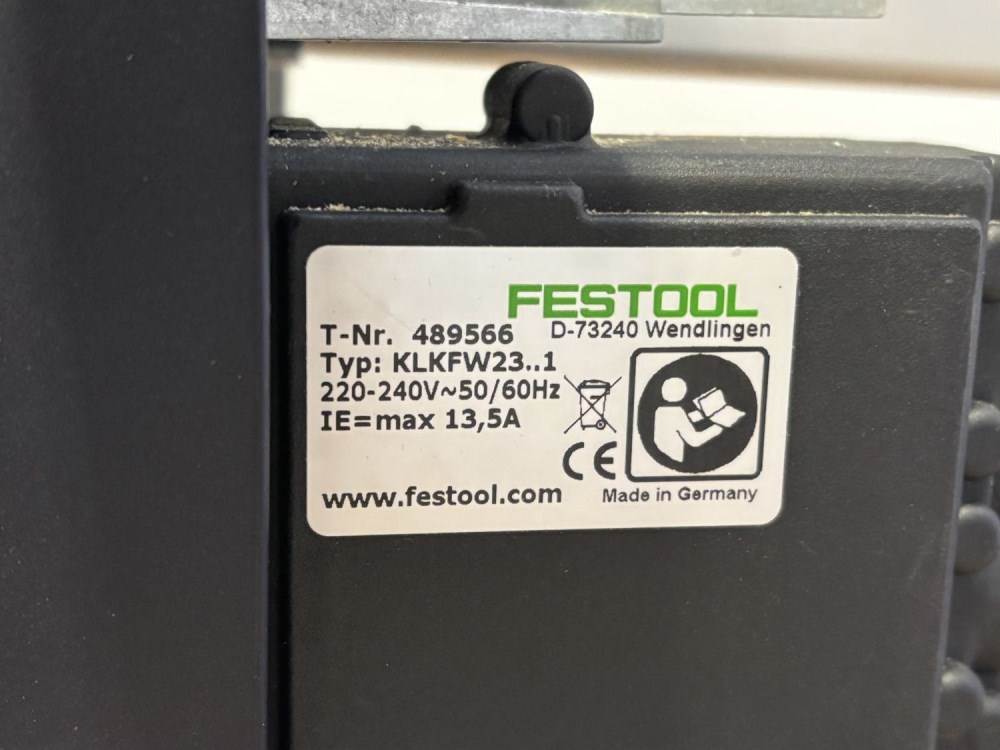 FESTOOL
D-73240 Wendlingen
T-Nr. 489566
Typ: KLKFW23..1
220-240V~50/60Hz
IE=max 13,5A
CE
www.festool.com
Made in Germany